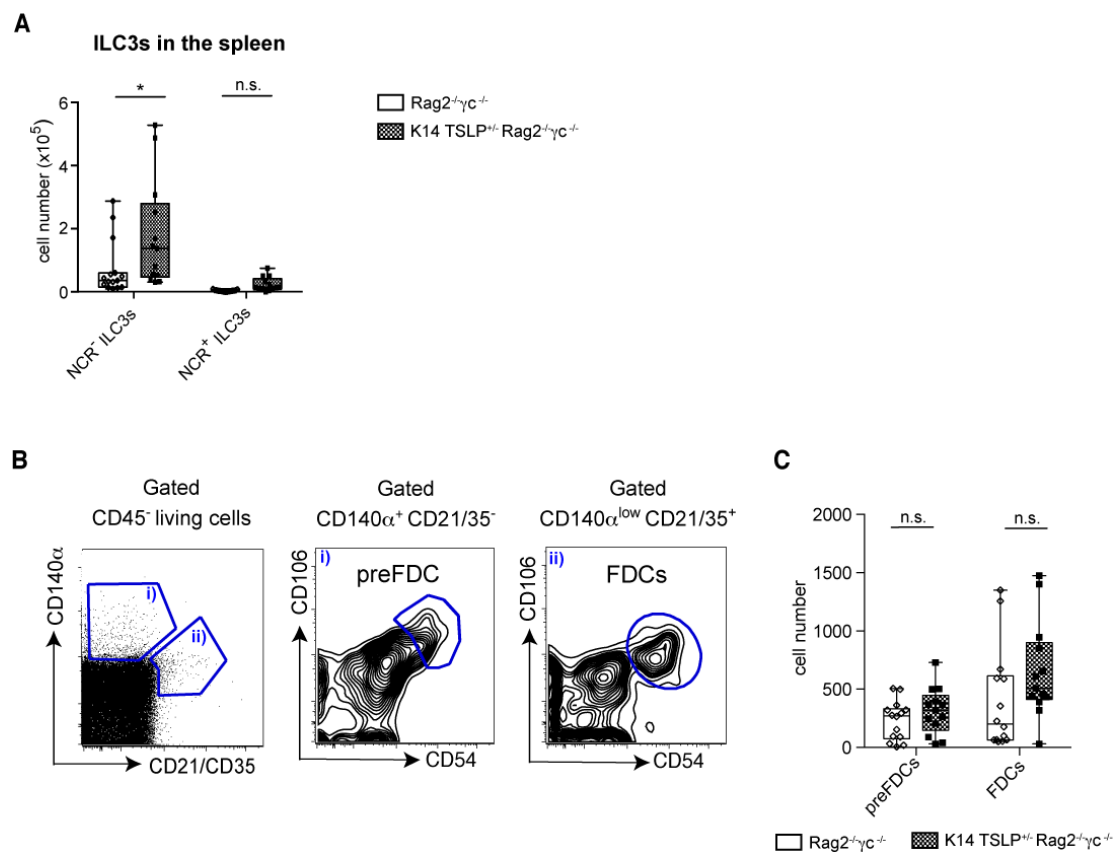 A
ILC3s in the spleen
* n.s.
cell number (x10⁵)
6
4
2
0
NCR⁻ ILC3s
NCR⁺ ILC3s
Rag2⁻/⁻γc⁻/⁻
K14 TSLP⁺/⁻ Rag2⁻/⁻γc⁻/⁻
B
Gated
CD45⁻ living cells
CD140α
i)
ii)
CD21/CD35
Gated
CD140α⁺ CD21/35⁻
CD106
i)
preFDC
CD54
Gated
CD140αˡᵒʷ CD21/35⁺
CD106
ii)
FDCs
CD54
C
n.s. n.s.
cell number
2000
1500
1000
500
0
preFDCs
FDCs
Rag2⁻/⁻γc⁻/⁻ K14 TSLP⁺/⁻ Rag2⁻/⁻γc⁻/⁻